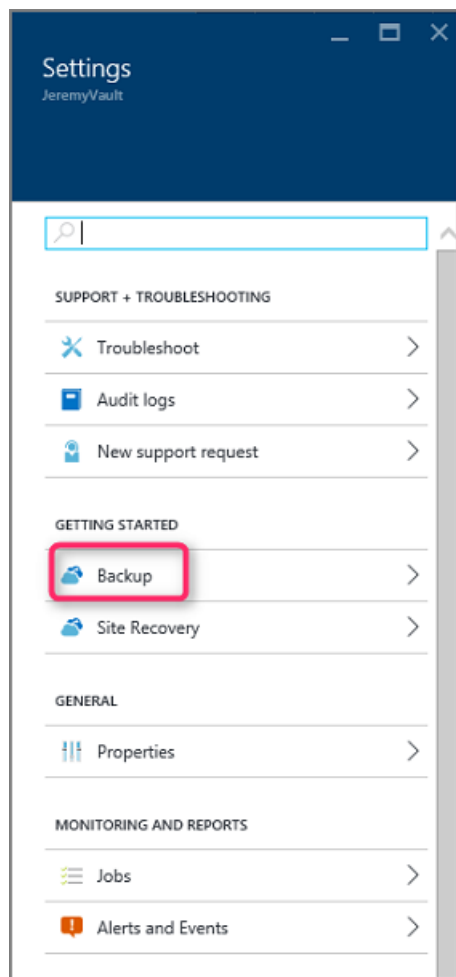 Settings
JeremyVault
SUPPORT + TROUBLESHOOTING
Troubleshoot
Audit logs
New support request
GETTING STARTED
Backup
Site Recovery
GENERAL
Properties
MONITORING AND REPORTS
Jobs
Alerts and Events